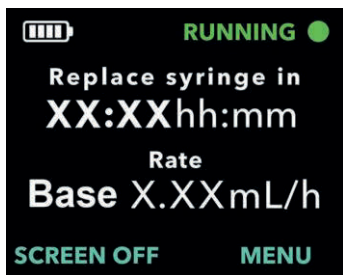 RUNNING
Replace syringe in
XX:XXhh:mm
Rate
Base X.XXmL/h
SCREEN OFF MENU